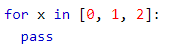 for x in [0, 1, 2]:
  pass